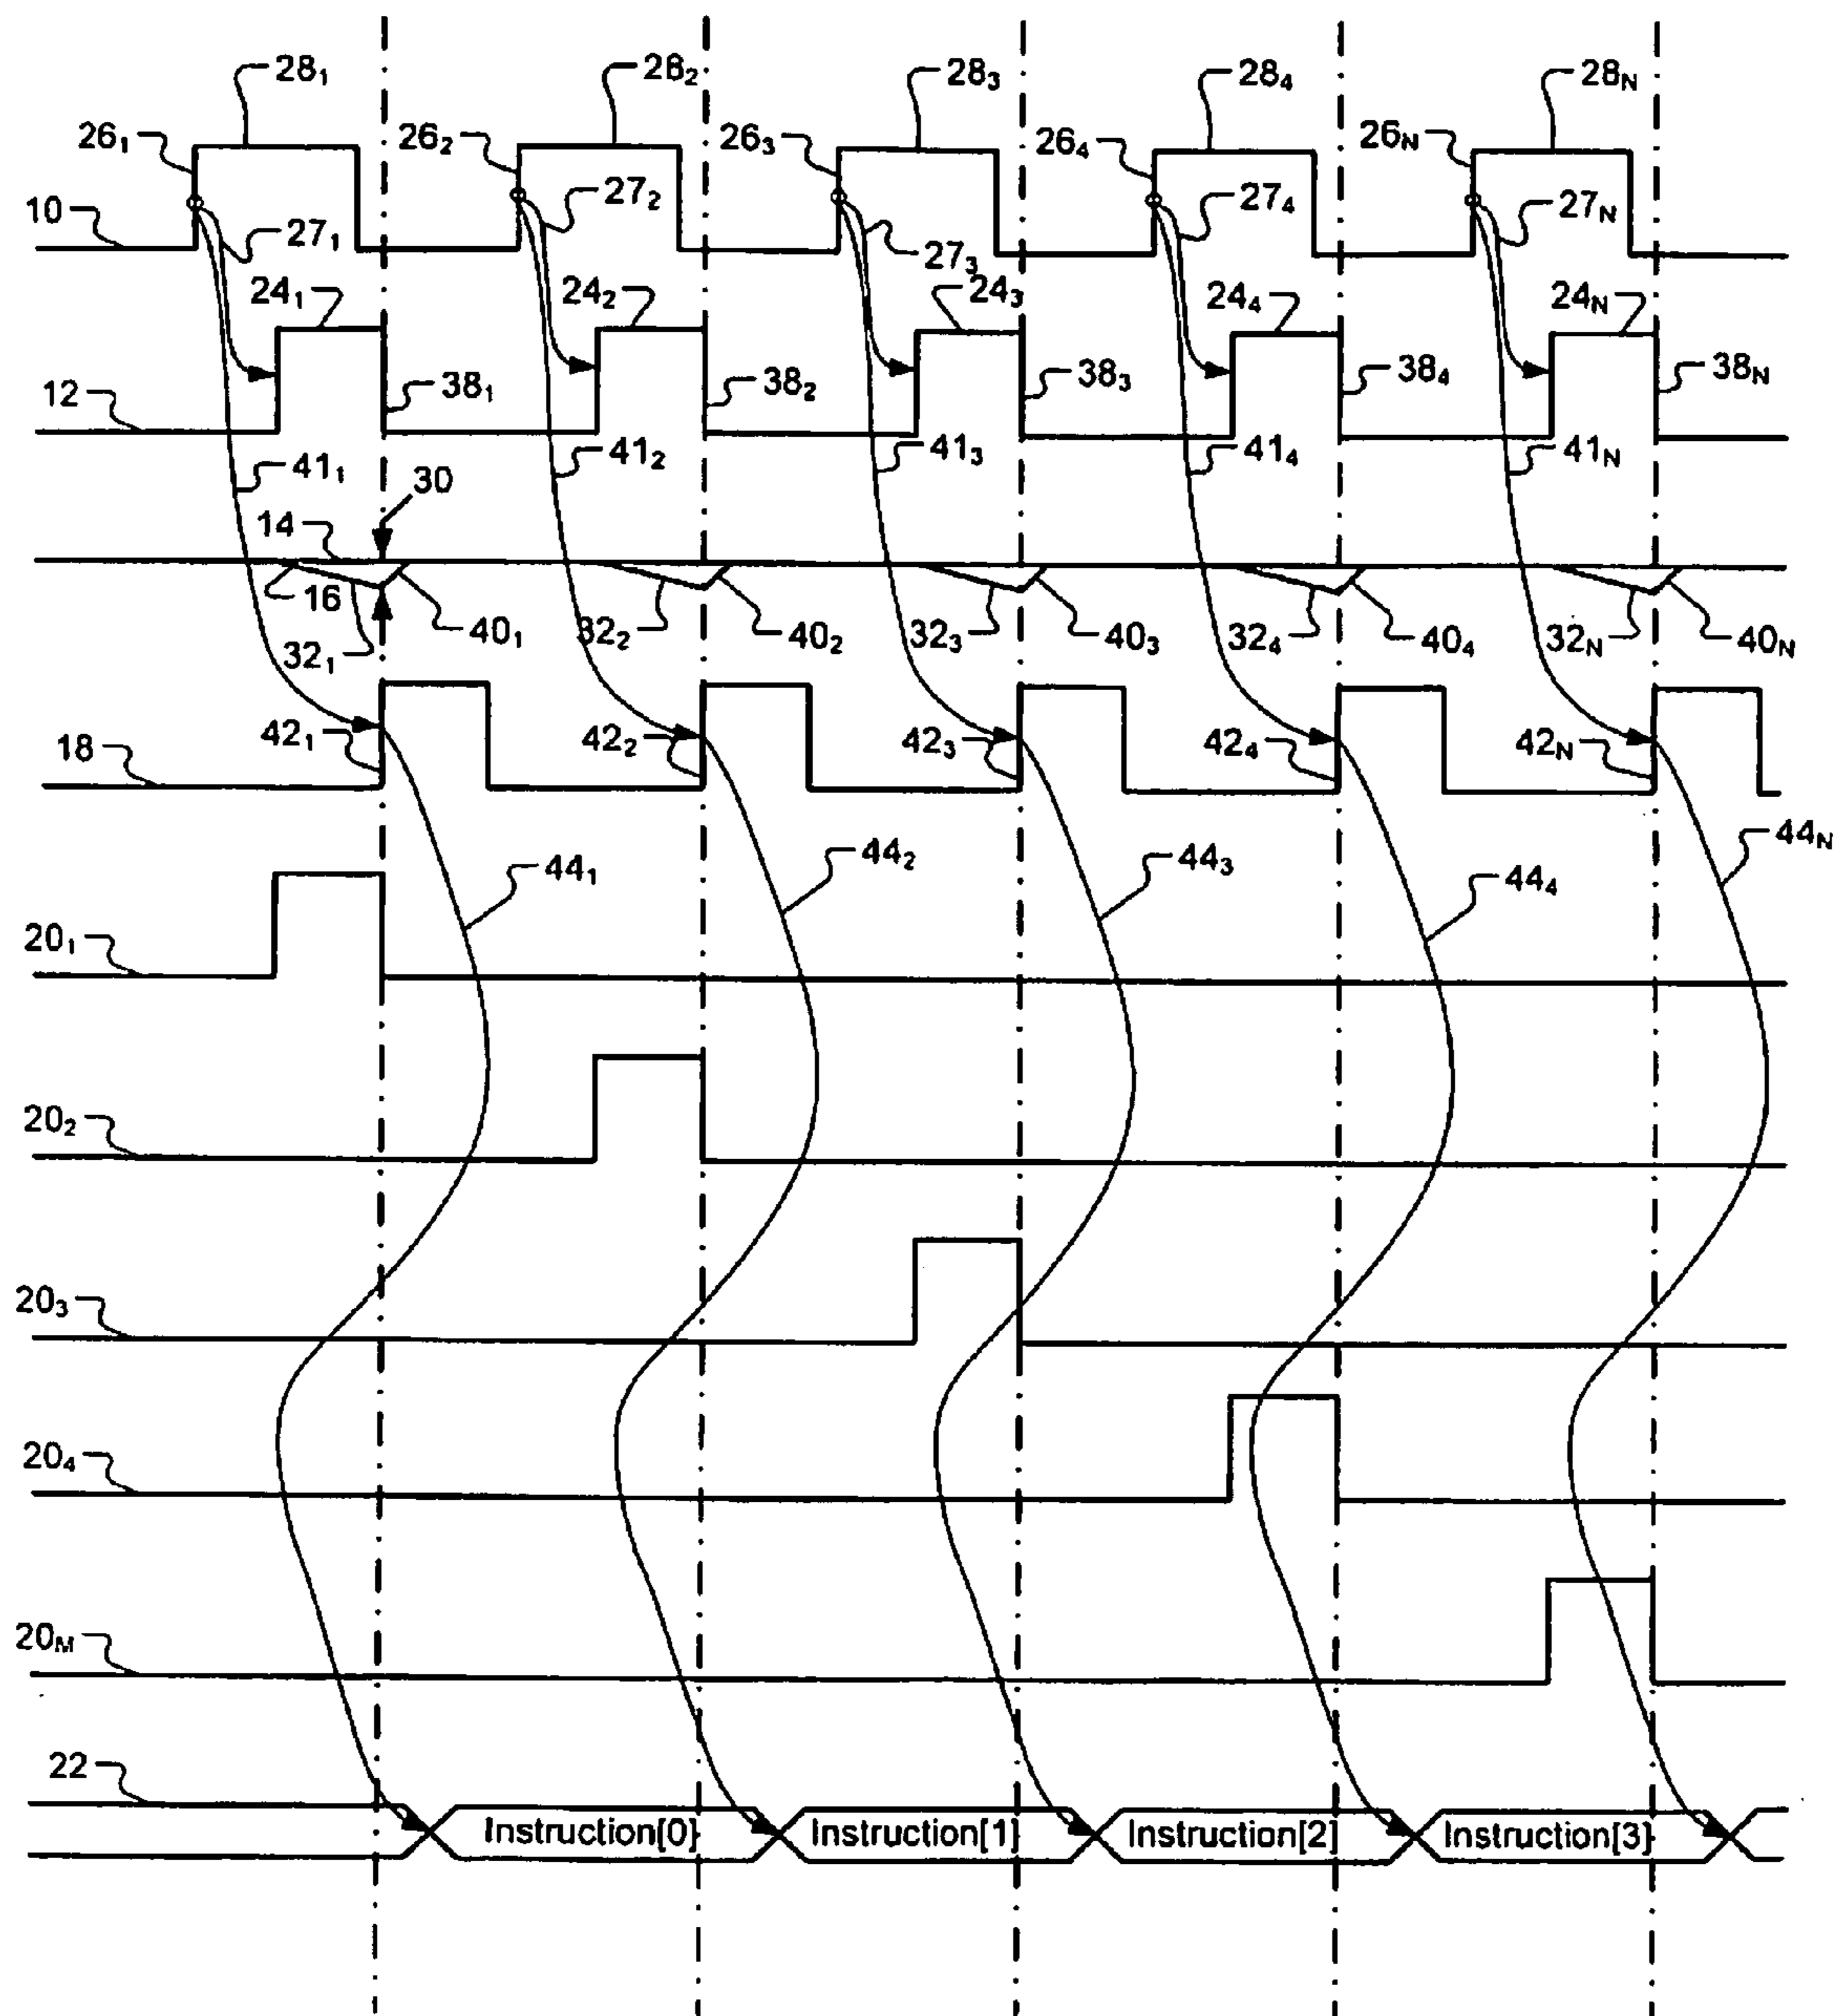 28₁ 28₂ 28₃ 28₄ 28N
26₁ 26₂ 26₃ 26₄ 26N
10 27₁ 27₂ 27₃ 27₄ 27N
24₁ 24₂ 24₃ 24₄ 24N
12 38₁ 38₂ 38₃ 38₄ 38N
41₁ 41₂ 41₃ 41₄ 41N
14 30
16 32₁ 40₁ 32₂ 40₂ 32₃ 40₃ 32₄ 40₄ 32N 40N
18 42₁ 42₂ 42₃ 42₄ 42N
44₁ 44₂ 44₃ 44₄ 44N
20₁
20₂
20₃
20₄
20M
22
Instruction[0] Instruction[1] Instruction[2] Instruction[3]